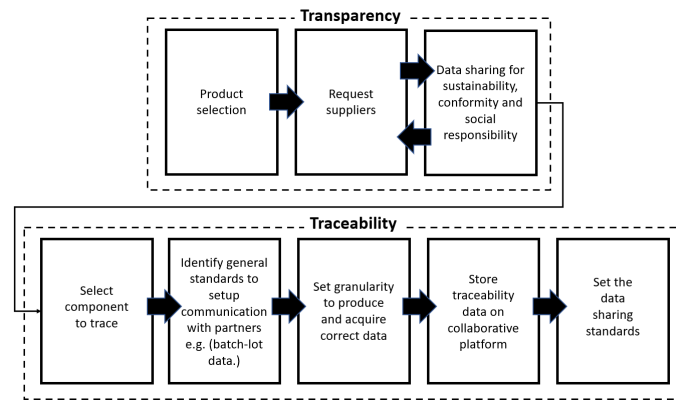 Transparency
Product
selection
Request
suppliers
Data sharing for
sustainability,
conformity and
social
responsibility
Traceability
Select
component
to trace
Identify general
standards to
setup
communication
with partners
e.g. (batch-lot
data.)
Set granularity
to produce
and acquire
correct data
Store
traceability
data on
collaborative
platform
Set the
data
sharing
standards